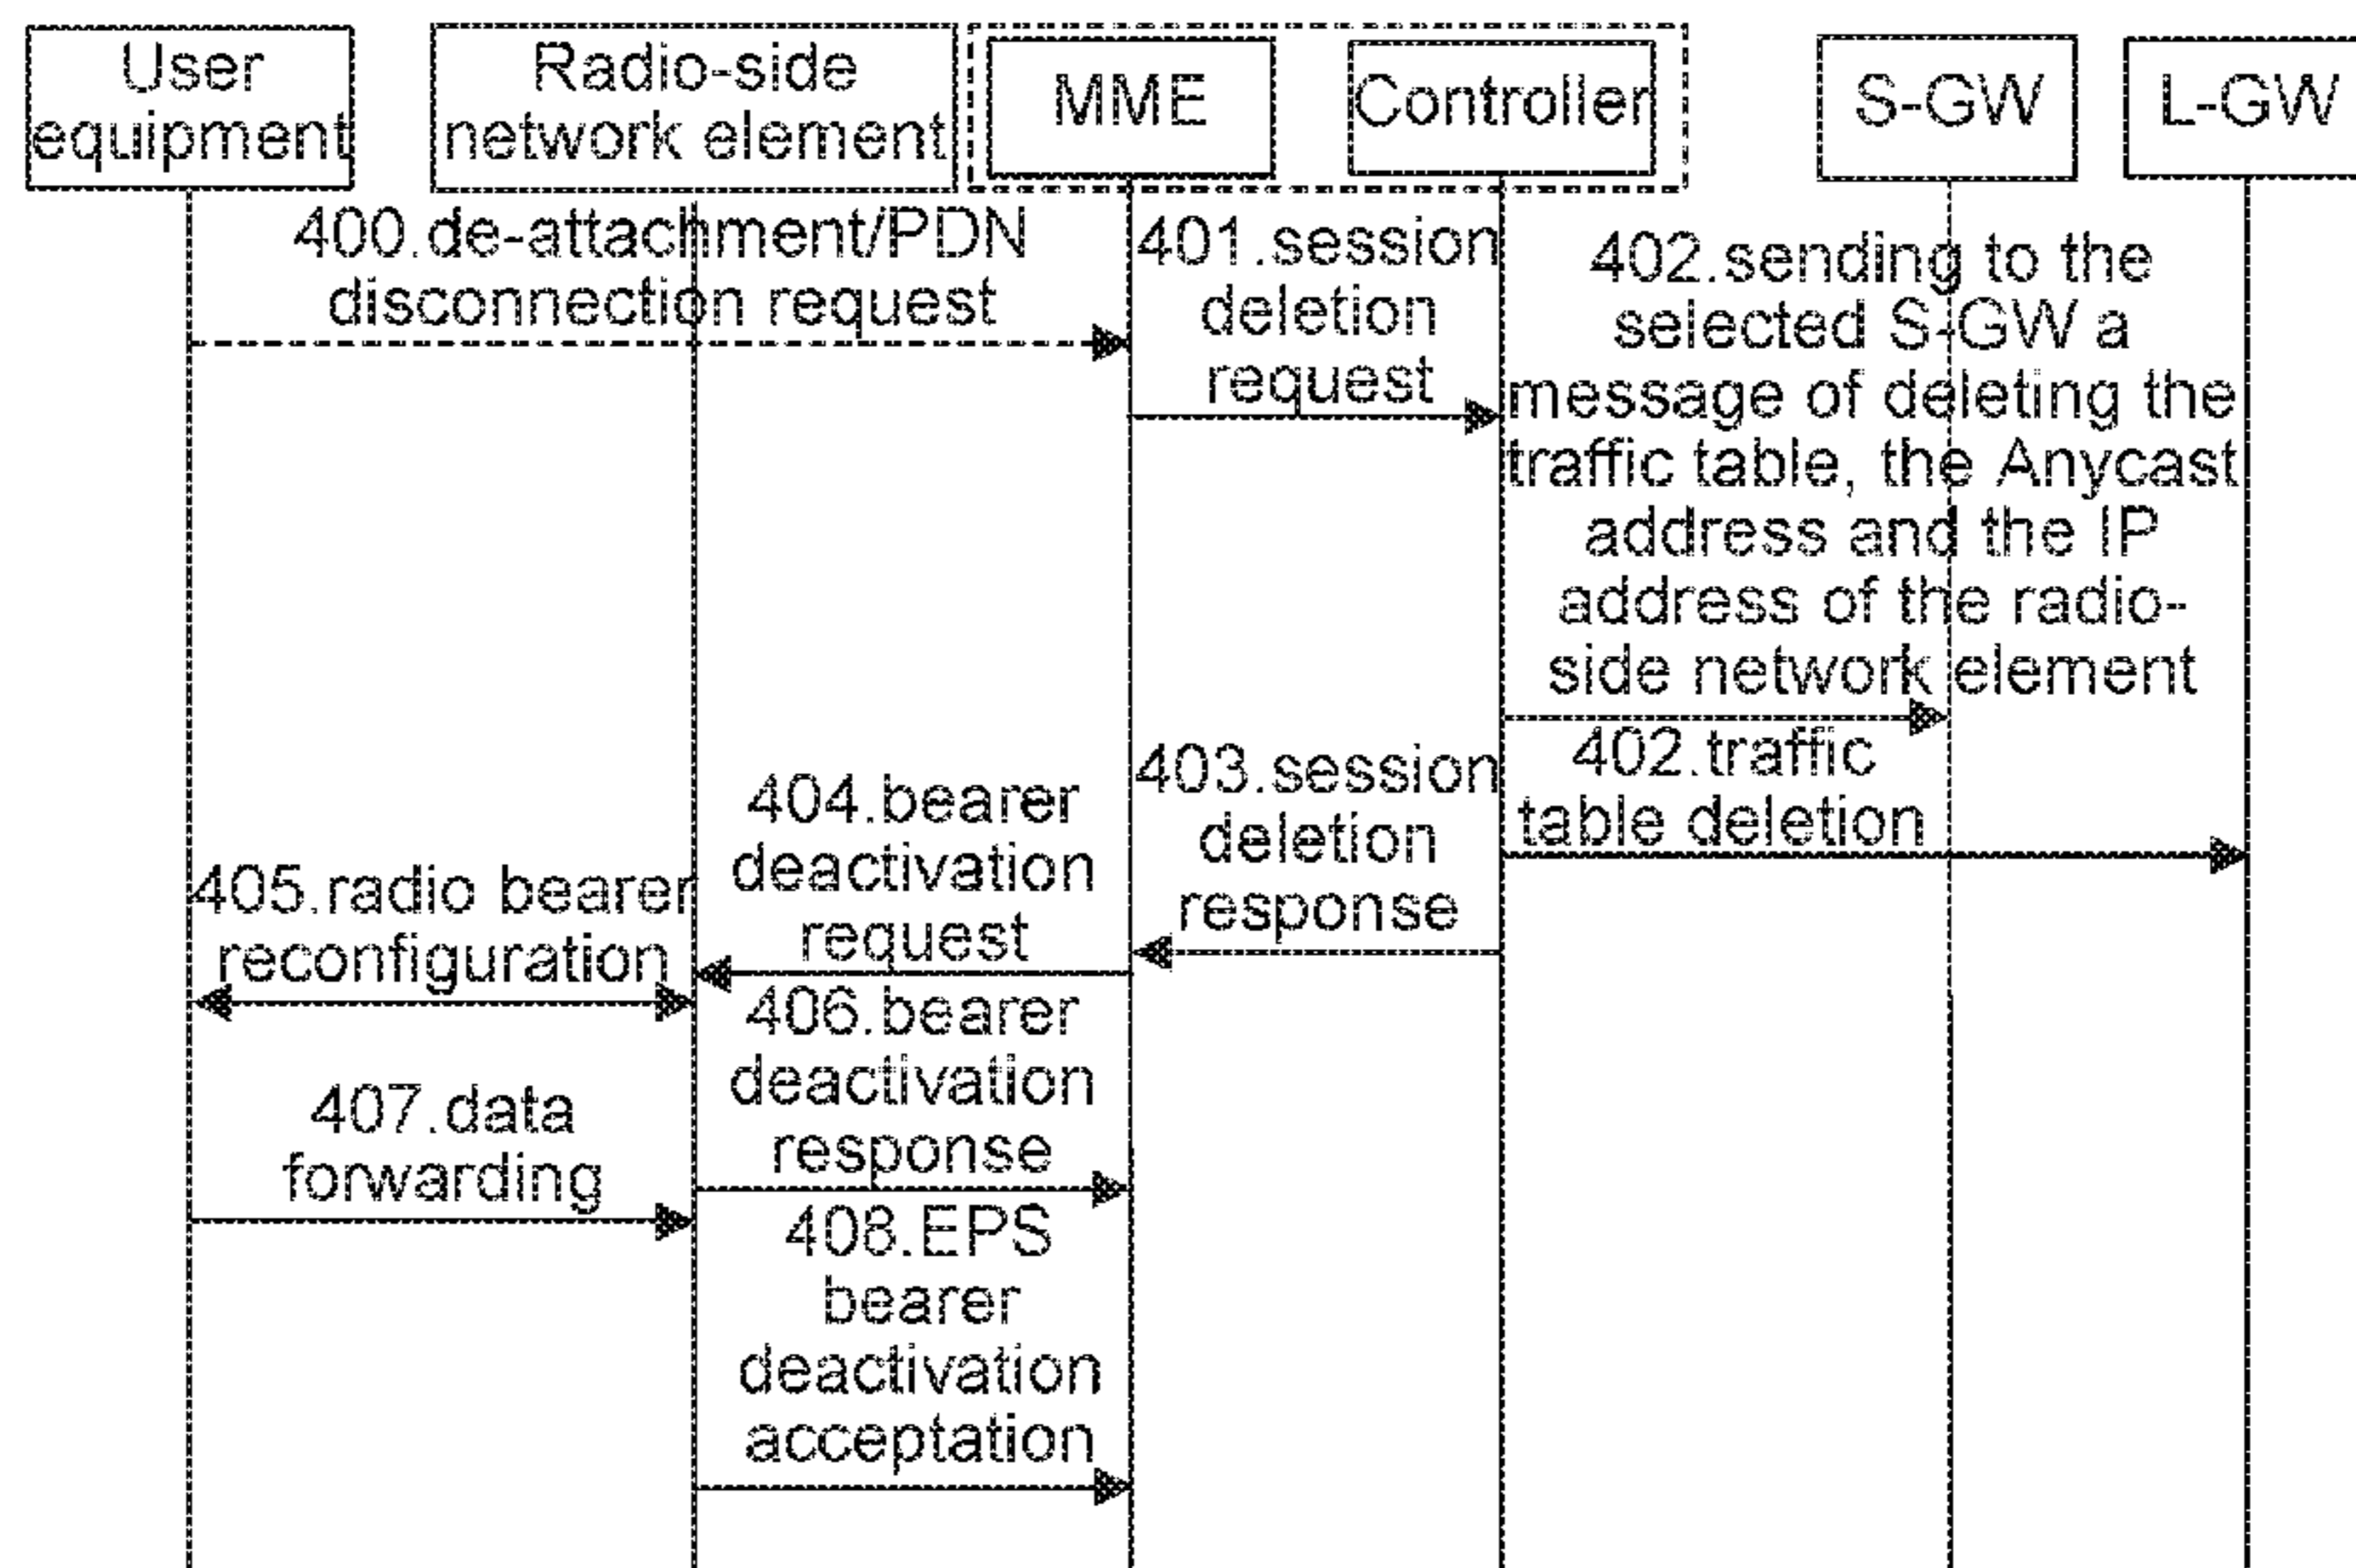 User
equipment
Radio-side
network element
MME
Controller
S-GW
L-GW
400.de-attachment/PDN
disconnection request
401.session
deletion
request
402.sending to the
selected S-GW a
message of deleting the
traffic table, the Anycast
address and the IP
address of the radio-
side network element
402.traffic
table deletion
403.session
deletion
response
404.bearer
deactivation
request
405.radio bearer
reconfiguration
406.bearer
deactivation
response
407.data
forwarding
408.EPS
bearer
deactivation
acceptation